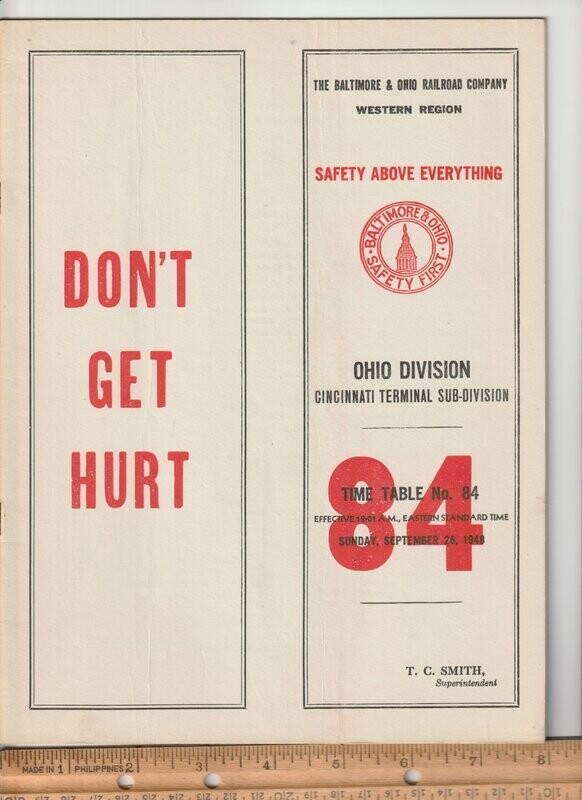 DON'T
GET
HURT
THE BALTIMORE & OHIO RAILROAD COMPANY
WESTERN REGION
SAFETY ABOVE EVERYTHING
BALTIMORE & OHIO
SAFETY FIRST
OHIO DIVISION
CINCINNATI TERMINAL SUB-DIVISION
84
TIME TABLE No. 84
EFFECTIVE 12:01 A.M., EASTERN STANDARD TIME
SUNDAY, SEPTEMBER 26, 1948
T. C. SMITH,
Superintendent
MADE IN 1 PHILIPPINES 2 3 4 5 6 7 8